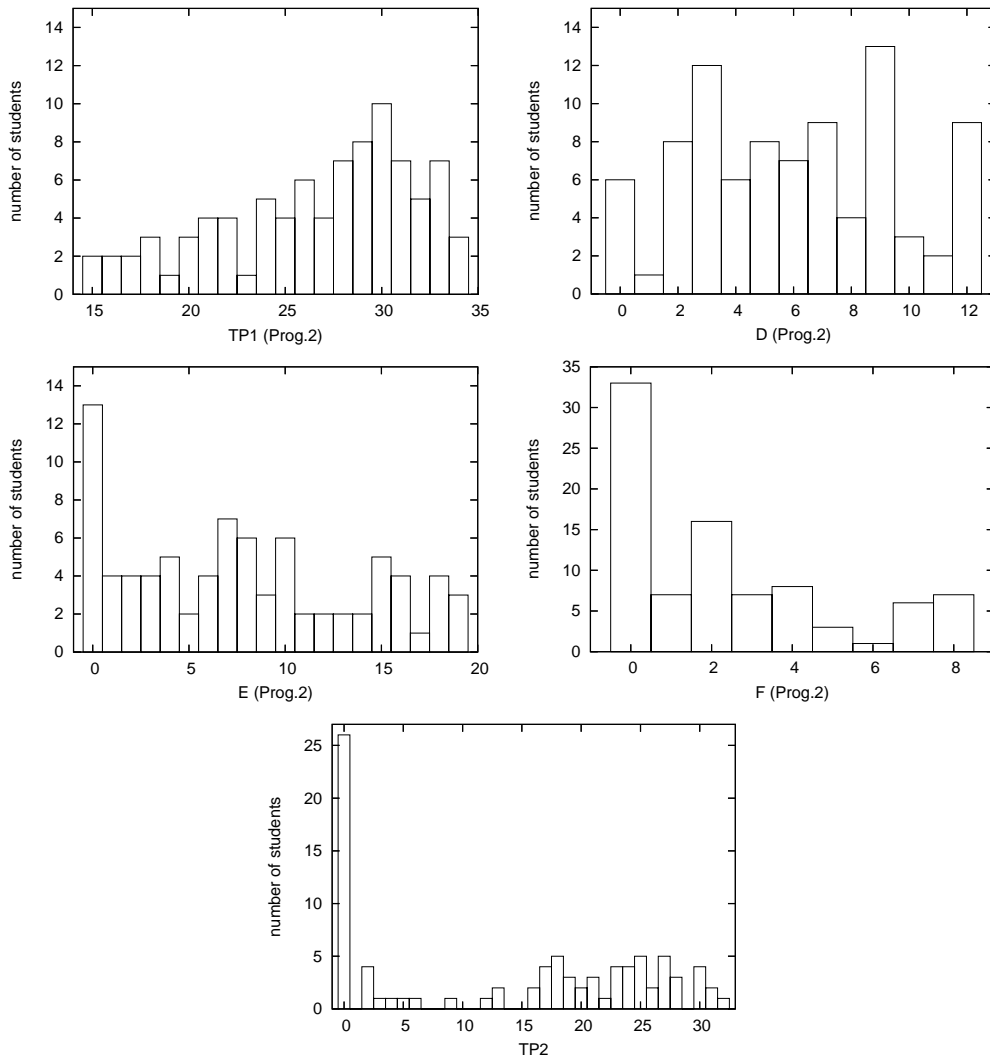 14
12
10
8
6
4
2
0
number of students
15 20 25 30 35
TP1 (Prog.2)
14
12
10
8
6
4
2
0
number of students
0 2 4 6 8 10 12
D (Prog.2)
14
12
10
8
6
4
2
0
number of students
0 5 10 15 20
E (Prog.2)
35
30
25
20
15
10
5
0
number of students
0 2 4 6 8
F (Prog.2)
25
20
15
10
5
0
number of students
0 5 10 15 20 25 30
TP2